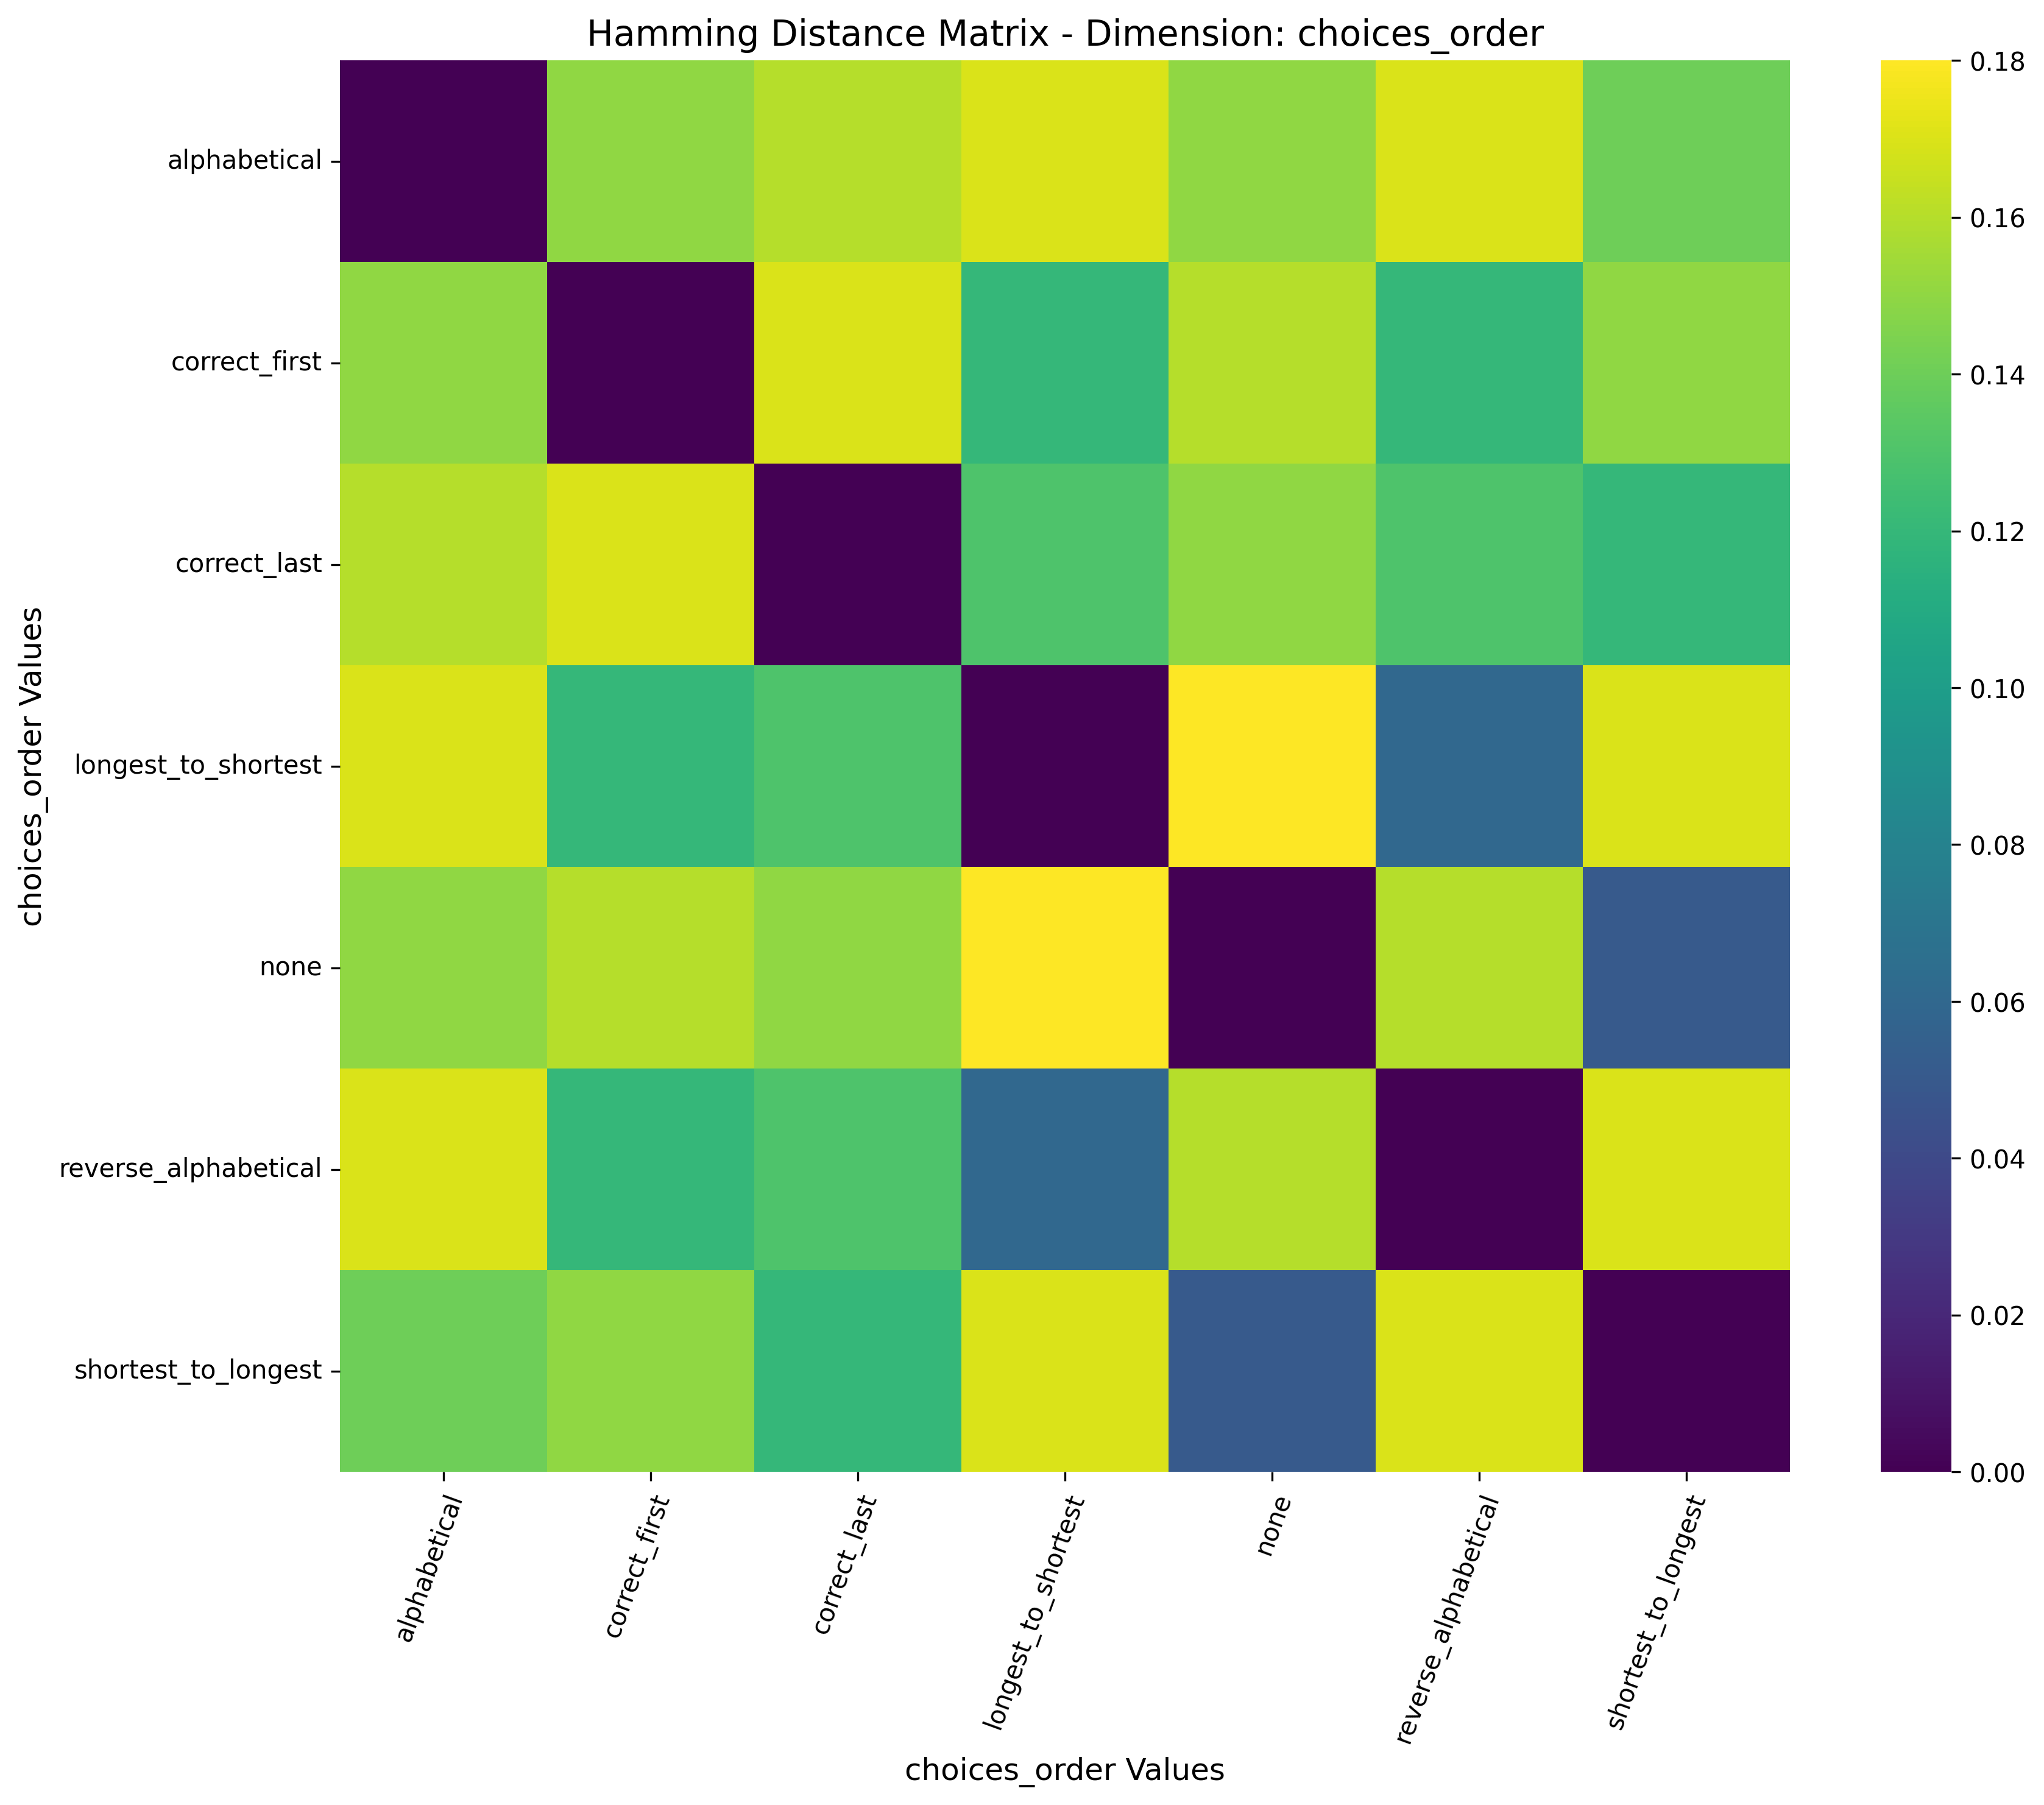 Hamming Distance Matrix - Dimension: choices_order
choices_order Values
alphabetical
correct_first
correct_last
longest_to_shortest
none
reverse_alphabetical
shortest_to_longest
alphabetical
correct_first
correct_last
longest_to_shortest
none
reverse_alphabetical
shortest_to_longest
choices_order Values
0.18
0.16
0.14
0.12
0.10
0.08
0.06
0.04
0.02
0.00